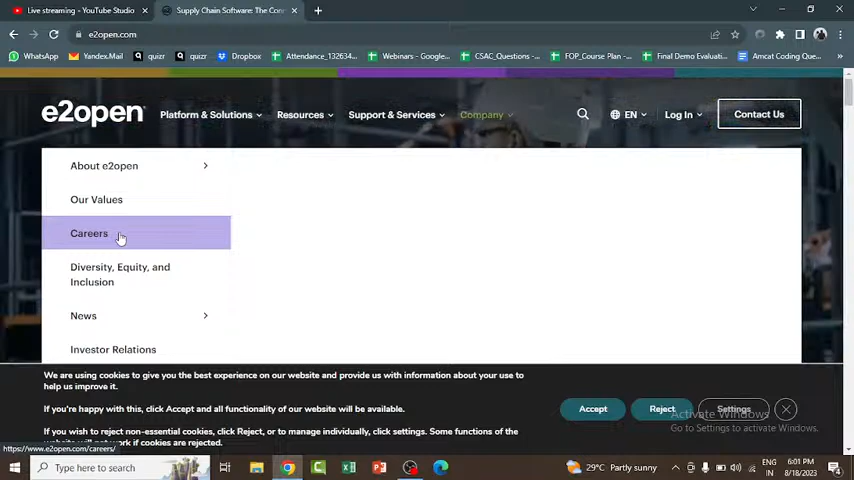 Live streaming - YouTube Studio
Supply Chain Software: The Con
e2open.com
WhatsApp Yandex.Mail quizr quizr Dropbox Attendance_132634... Webinars - Google... CSAC_Questions -... FOP_Course Plan -... Final Demo Evaluati... Amcat Coding Que...
e2open Platform & Solutions Resources Support & Services Company EN Log In Contact Us
About e2open
Our Values
Careers
Diversity, Equity, and
Inclusion
News
Investor Relations
We are using cookies to give you the best experience on our website and provide us with information about your use to
help us improve it.
If you're happy with this, click Accept and all functionality of our website will be available.
Accept Reject Settings
Activate Windows
Go to Settings to activate Windows.
If you wish to reject non-essential cookies, click Reject, or to manage individually, click settings. Some functions of the
website will not work if cookies are rejected.
https://www.e2open.com/careers/
Type here to search
29°C Partly sunny
ENG
IN
6:01 PM
8/18/2023
4